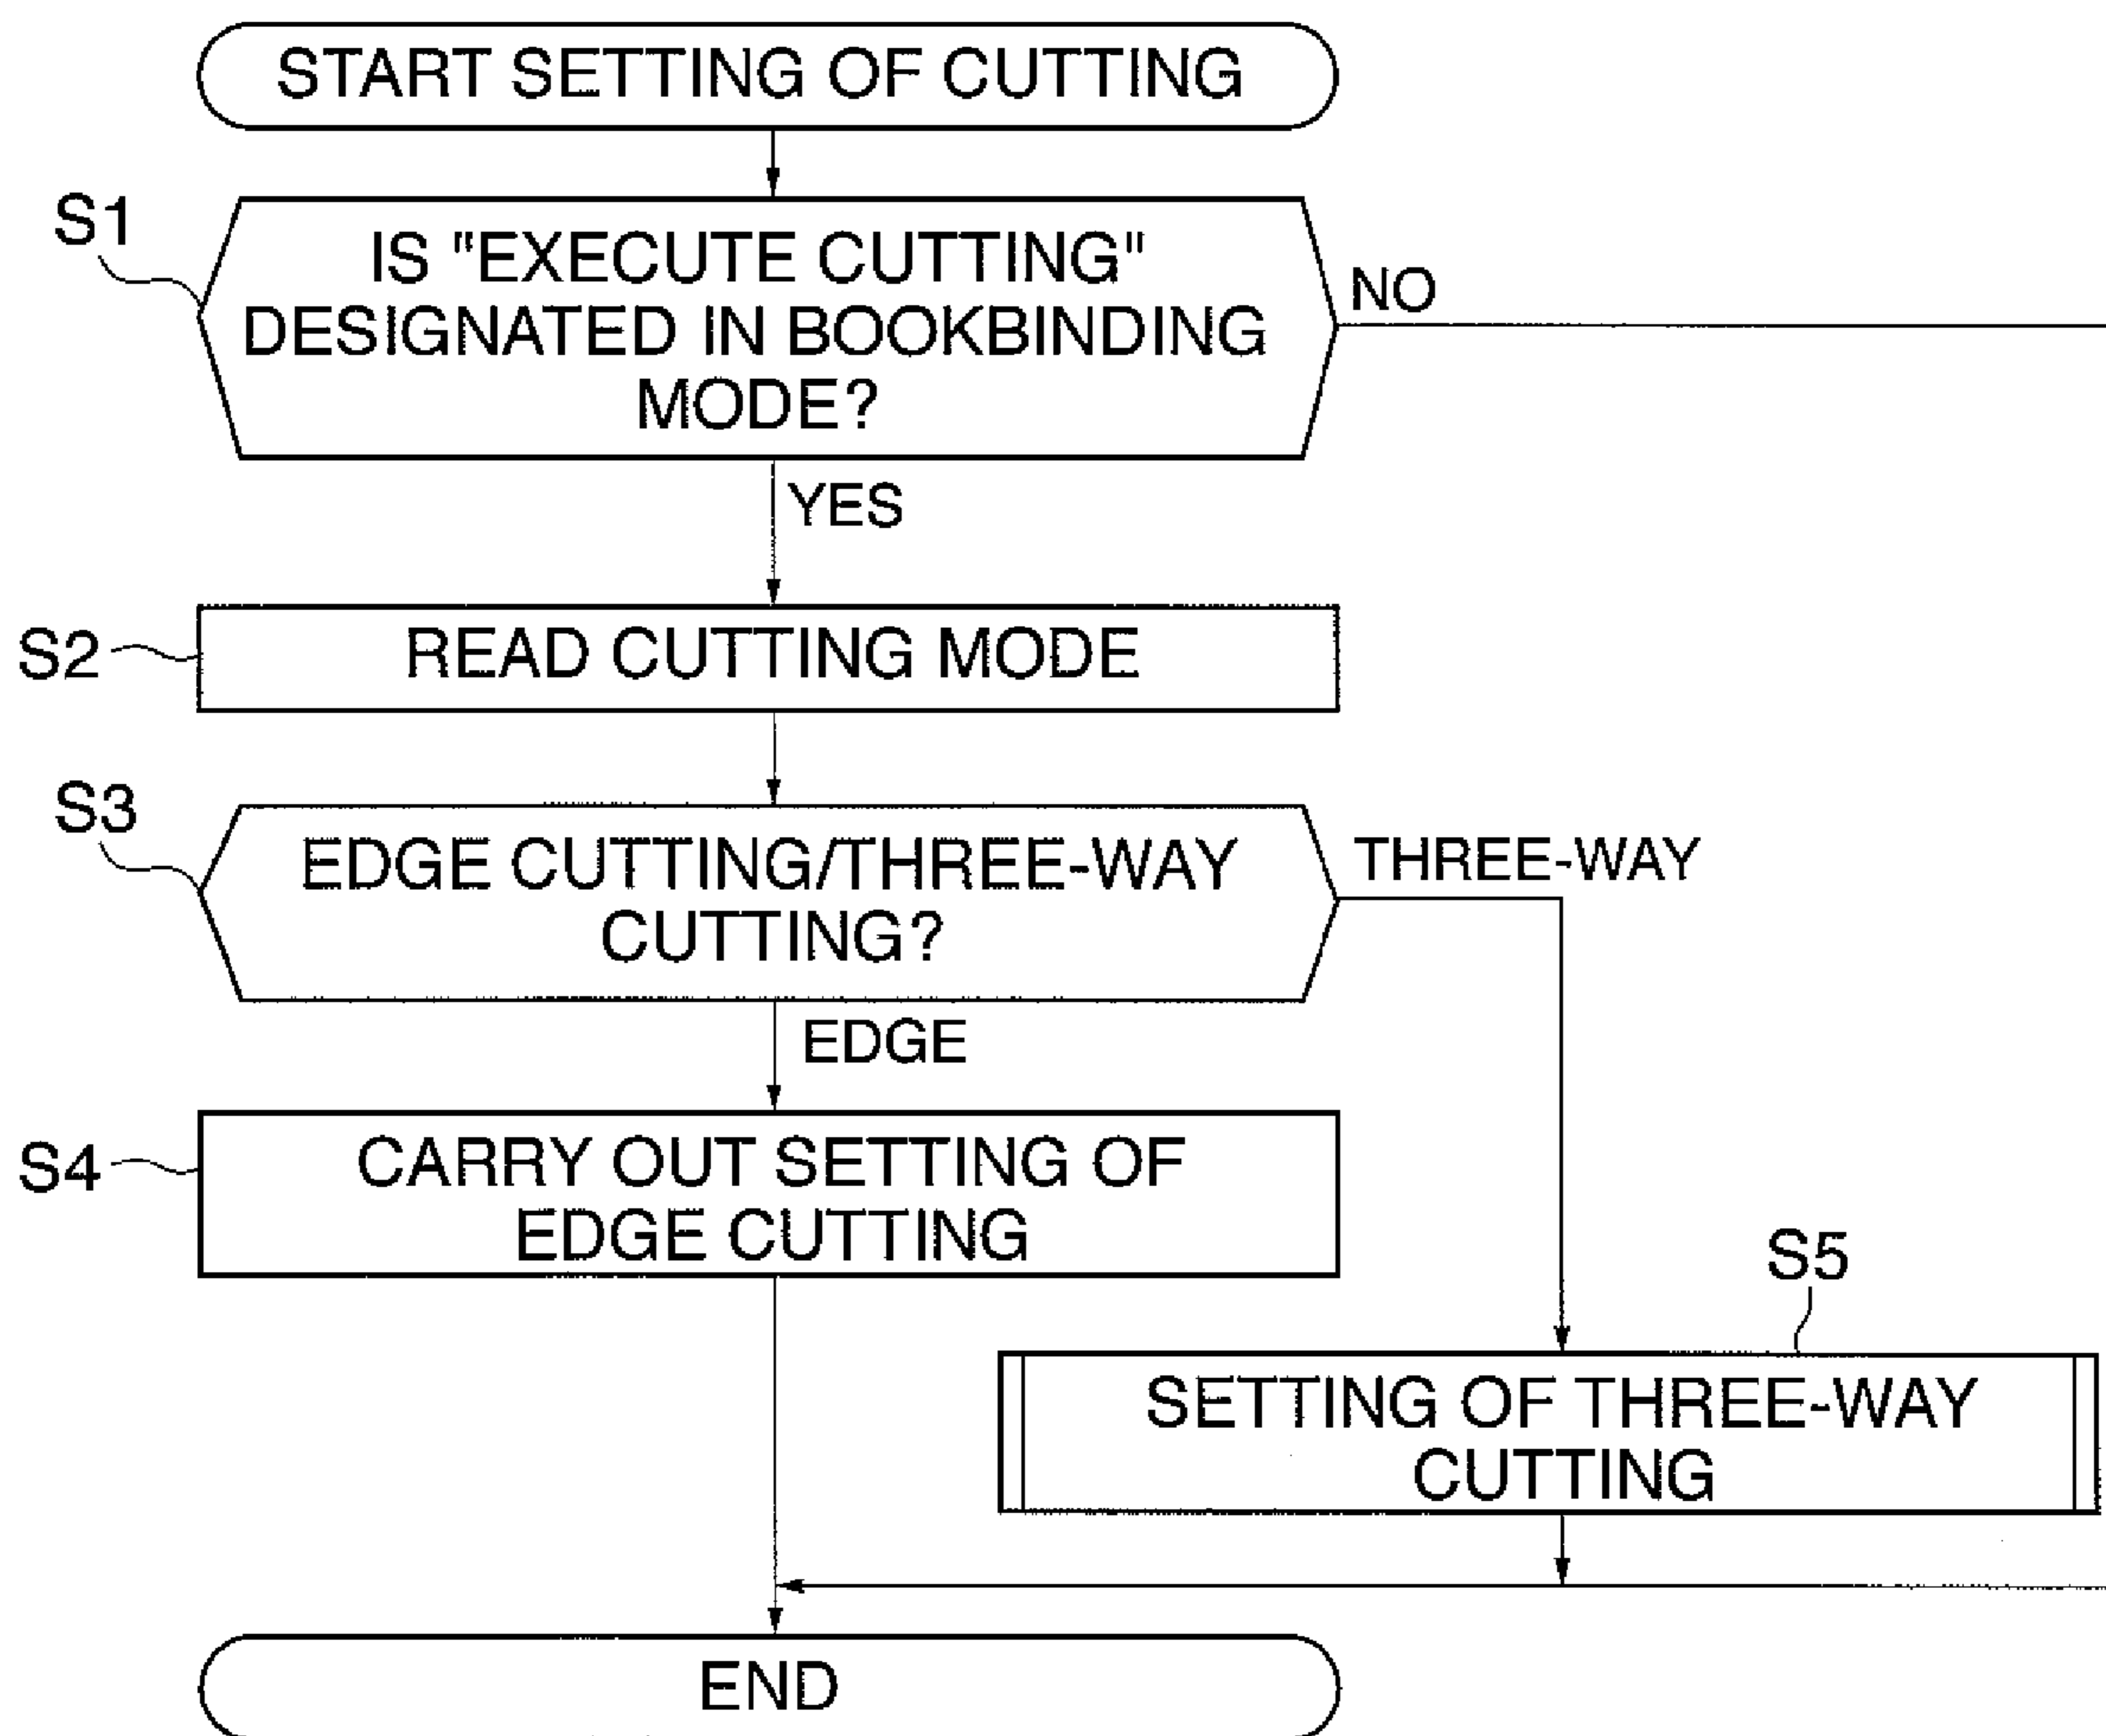 START SETTING OF CUTTING
S1
IS "EXECUTE CUTTING"
DESIGNATED IN BOOKBINDING
MODE?
NO
YES
S2
READ CUTTING MODE
S3
EDGE CUTTING/THREE-WAY
CUTTING?
THREE-WAY
EDGE
S4
CARRY OUT SETTING OF
EDGE CUTTING
S5
SETTING OF THREE-WAY
CUTTING
END